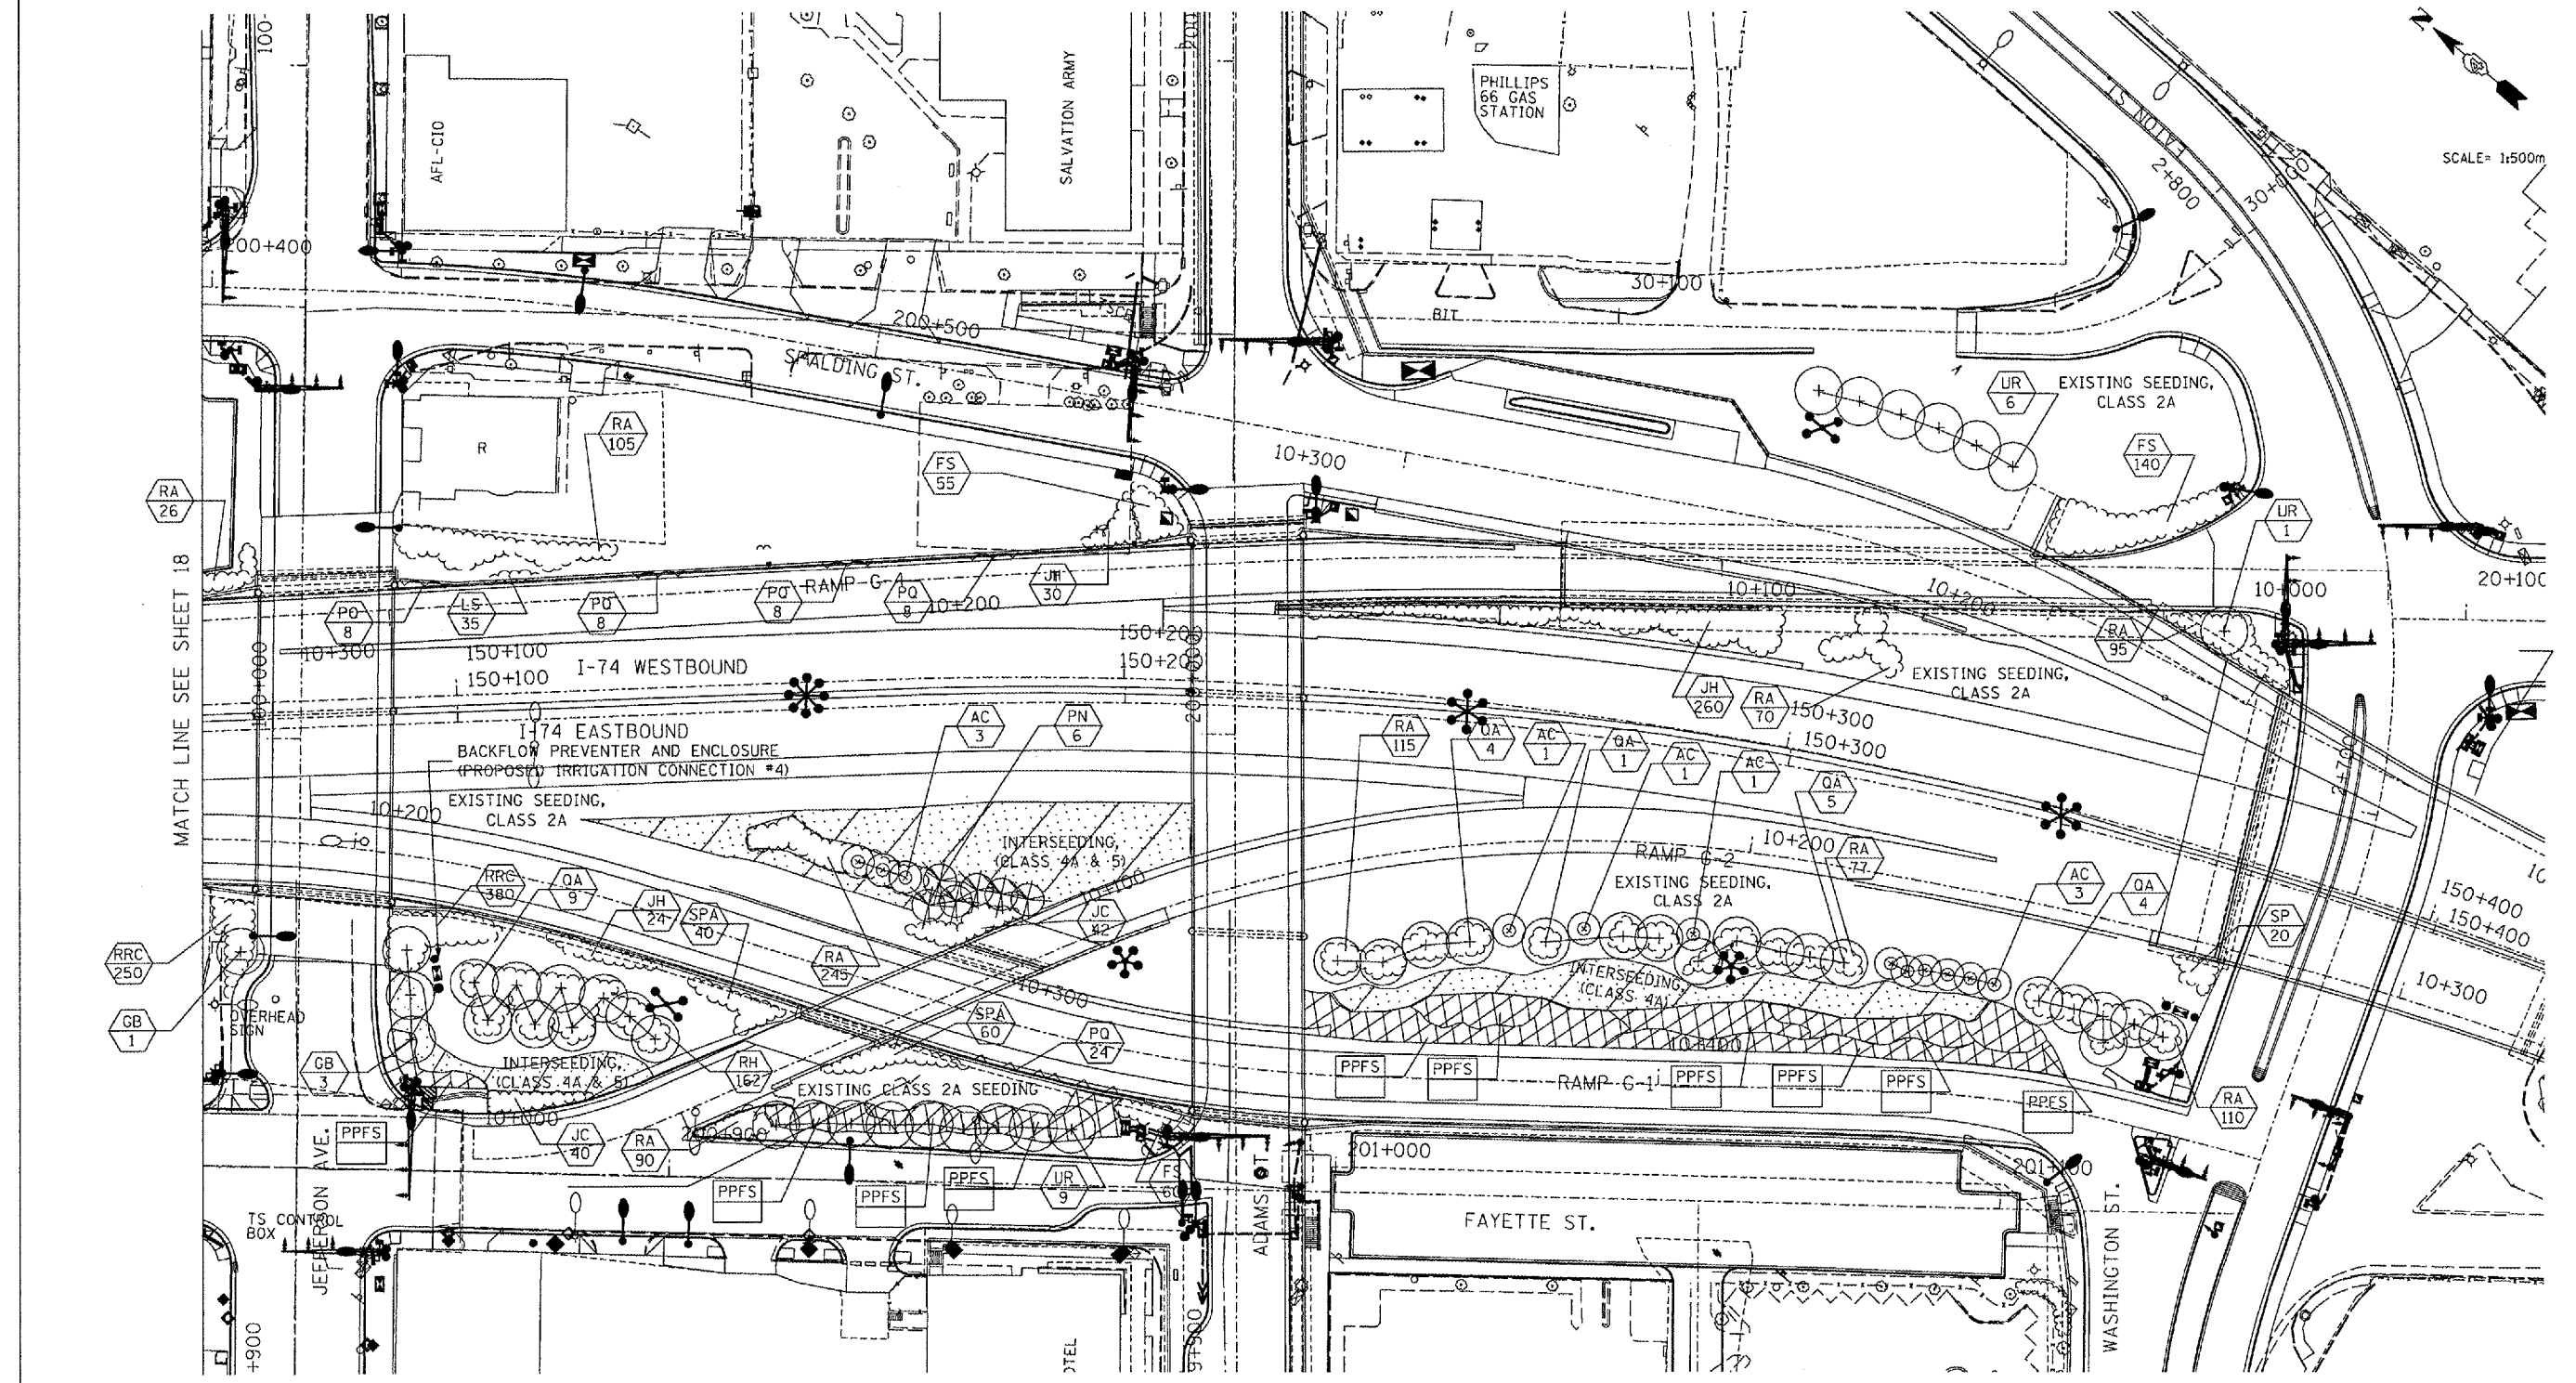 100+
AFL-CIO
SALVATION ARMY
PHILLIPS
66 GAS
STATION
EATON ST
2+800
30+000
N
SCALE= 1:500m
200+400
200+500
SPALDING ST.
30+100
BIT
R
RA
105
FS
55
10+300
UR
6
EXISTING SEEDING,
CLASS 2A
FS
140
UR
1
RA
26
MATCH LINE SEE SHEET 18
PQ
8
LS
35
PQ
8
PQ
8
RAMP G-4
PQ
8
10+200
JH
30
10+100
10+200
10+000
20+100
10+300
150+100
150+100
I-74 WESTBOUND
150+200
150+200
RA
95
EXISTING SEEDING,
CLASS 2A
JH
260
RA
70
150+300
150+300
I-74 EASTBOUND
BACKFLOW PREVENTER AND ENCLOSURE
(PROPOSED IRRIGATION CONNECTION #4)
AC
3
PN
6
RA
115
QA
4
AC
1
QA
1
AC
1
AC
1
QA
5
2+700
10+200
EXISTING SEEDING,
CLASS 2A
INTERSEEDING,
(CLASS 4A & 5)
10+100
RAMP G-2
10+200
RA
77
EXISTING SEEDING,
CLASS 2A
AC
3
QA
4
150+400
150+400
10+300
RRC
380
QA
9
JH
24
SPA
40
RA
245
JC
42
SP
20
RRC
250
GB
1
OVERHEAD
SIGN
10+300
SPA
60
PQ
24
INTERSEEDING,
(CLASS 4A)
10+400
GB
3
INTERSEEDING,
(CLASS 4A & 5)
RH
162
EXISTING CLASS 2A SEEDING
PPFS
PPFS
RAMP G-1
PPFS
PPFS
PPFS
PPFS
RA
110
10+000
JC
40
RA
90
200+900
PPFS
PPFS
PPFS
PPFS
UR
9
FS
60
201+000
201+100
JEFFERSON AVE.
TS CONTROL
BOX
ADAMS ST.
FAYETTE ST.
WASHINGTON ST.
+900